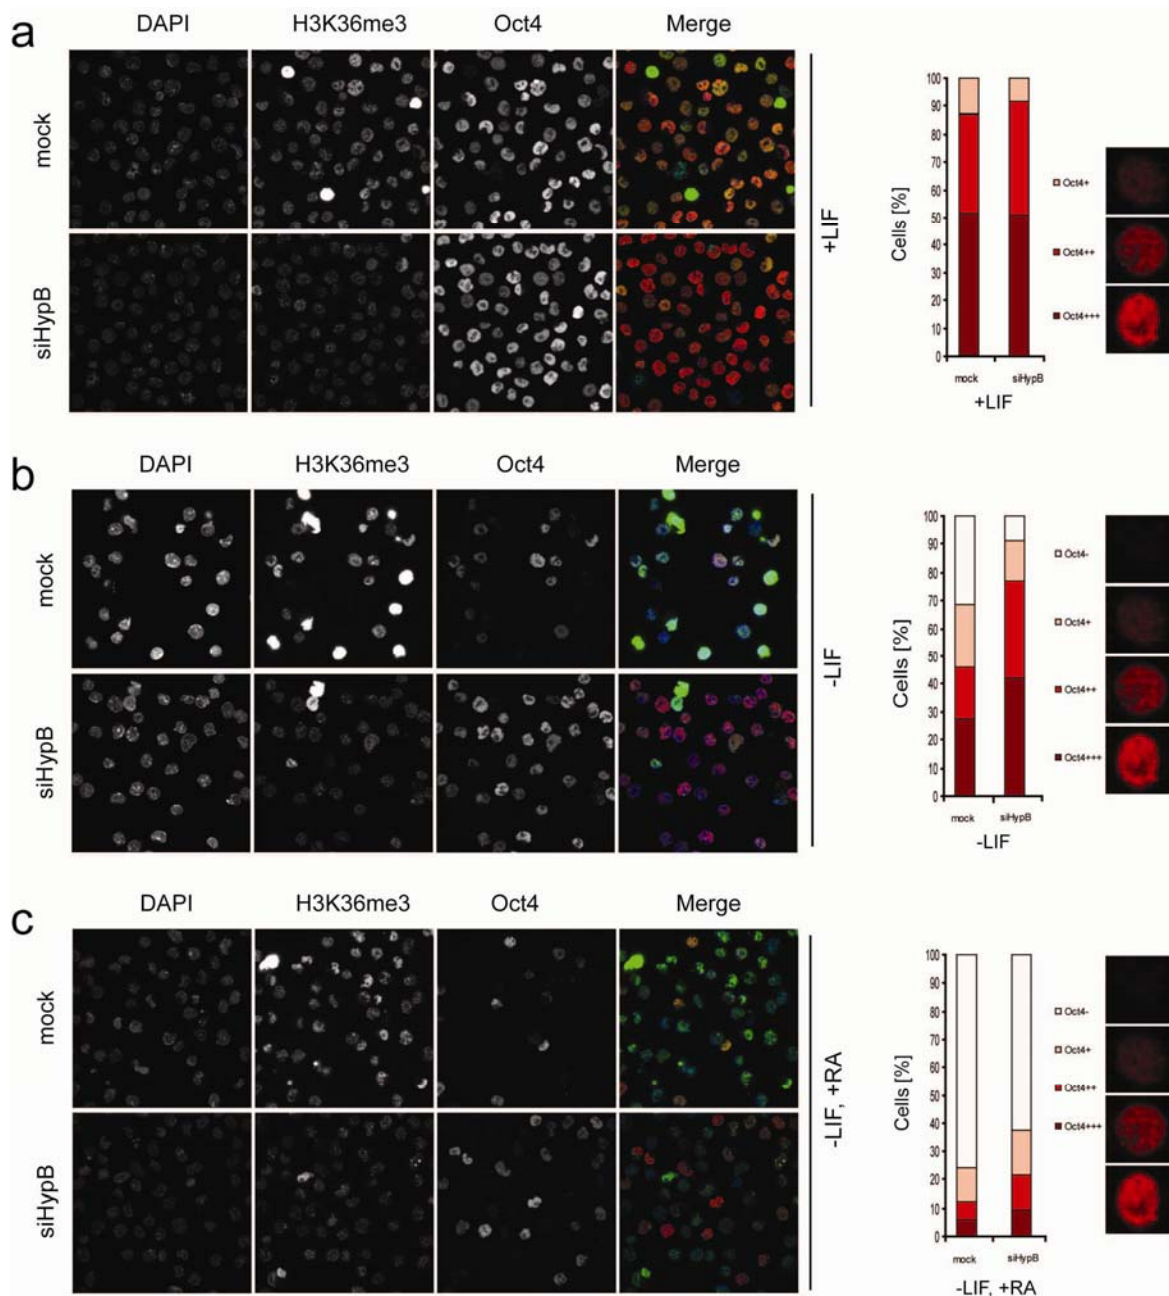 a
DAPI H3K36me3 Oct4 Merge
mock
siHypB
+LIF
Cells [%]
100
90
80
70
60
50
40
30
20
10
0
mock siHypB
+LIF
Oct4+
Oct4++
Oct4+++
b
DAPI H3K36me3 Oct4 Merge
mock
siHypB
-LIF
Cells [%]
100
90
80
70
60
50
40
30
20
10
0
mock siHypB
-LIF
Oct4-
Oct4+
Oct4++
Oct4+++
c
DAPI H3K36me3 Oct4 Merge
mock
siHypB
-LIF, +RA
Cells [%]
100
90
80
70
60
50
40
30
20
10
0
mock siHypB
-LIF, +RA
Oct4-
Oct4+
Oct4++
Oct4+++